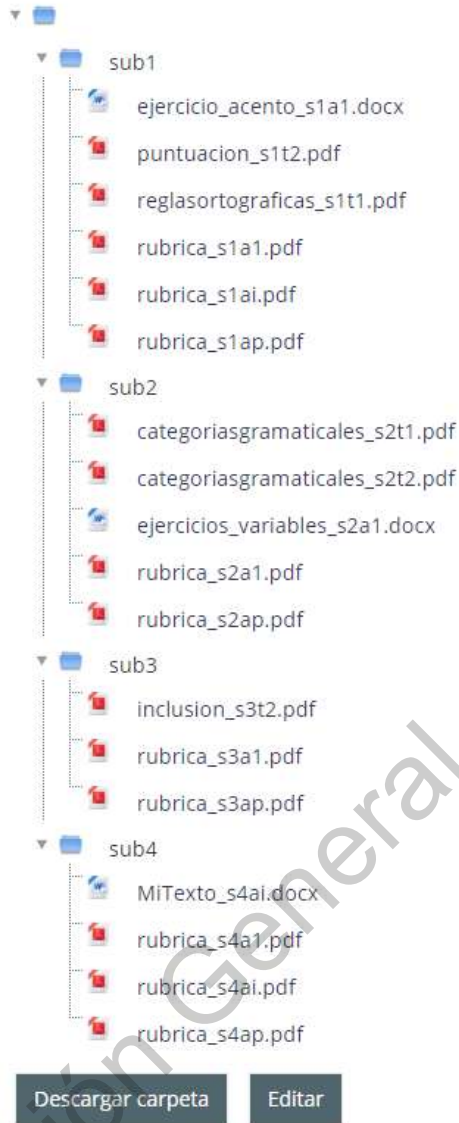 sub1
ejercicio_acento_s1a1.docx
puntuacion_s1t2.pdf
reglasortograficas_s1t1.pdf
rubrica_s1a1.pdf
rubrica_s1ai.pdf
rubrica_s1ap.pdf
sub2
categoriasgramaticales_s2t1.pdf
categoriasgramaticales_s2t2.pdf
ejercicios_variables_s2a1.docx
rubrica_s2a1.pdf
rubrica_s2ap.pdf
sub3
inclusion_s3t2.pdf
rubrica_s3a1.pdf
rubrica_s3ap.pdf
sub4
MiTexto_s4ai.docx
rubrica_s4a1.pdf
rubrica_s4ai.pdf
rubrica_s4ap.pdf
General
Descargar carpeta Editar